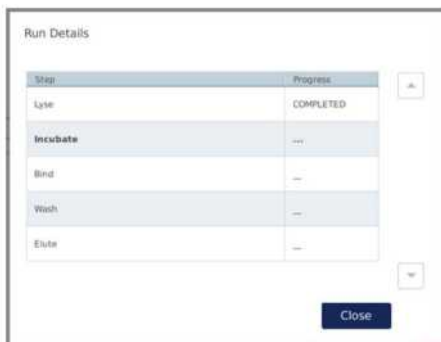 Run Details
Step Progress
Lyse COMPLETED
Incubate ...
Bind ...
Wash ...
Elute ...
Close